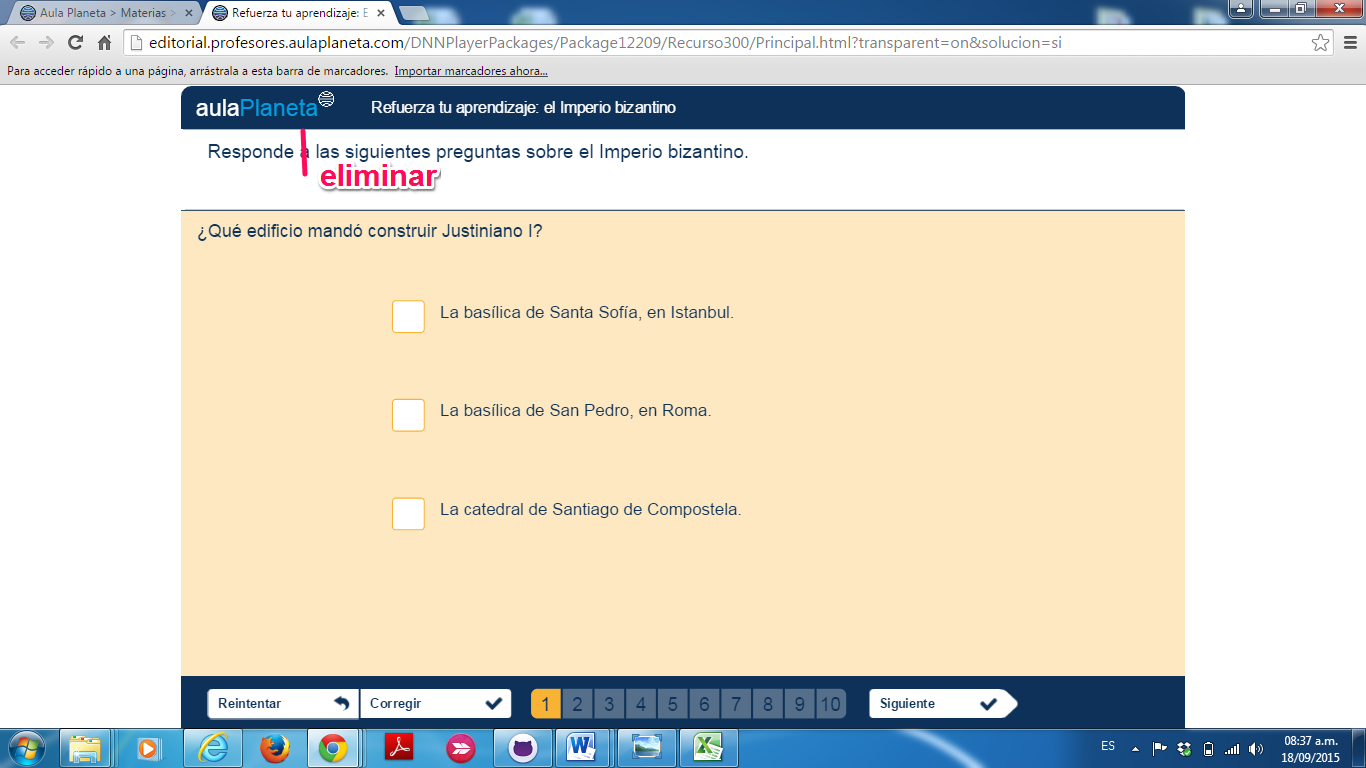 Aula Planeta > Materias >
Refuerza tu aprendizaje: E
editorial.profesores.aulaplaneta.com/DNNPlayerPackages/Package12209/Recurso300/Principal.html?transparent=on&solucion=si
Para acceder rápido a una página, arrástrala a esta barra de marcadores. Importar marcadores ahora...
aulaPlaneta
Refuerza tu aprendizaje: el Imperio bizantino
Responde a las siguientes preguntas sobre el Imperio bizantino.
eliminar
¿Qué edificio mandó construir Justiniano I?
La basílica de Santa Sofía, en Istanbul.
La basílica de San Pedro, en Roma.
La catedral de Santiago de Compostela.
Reintentar
Corregir
1 2 3 4 5 6 7 8 9 10
Siguiente
ES
08:37 a.m.
18/09/2015